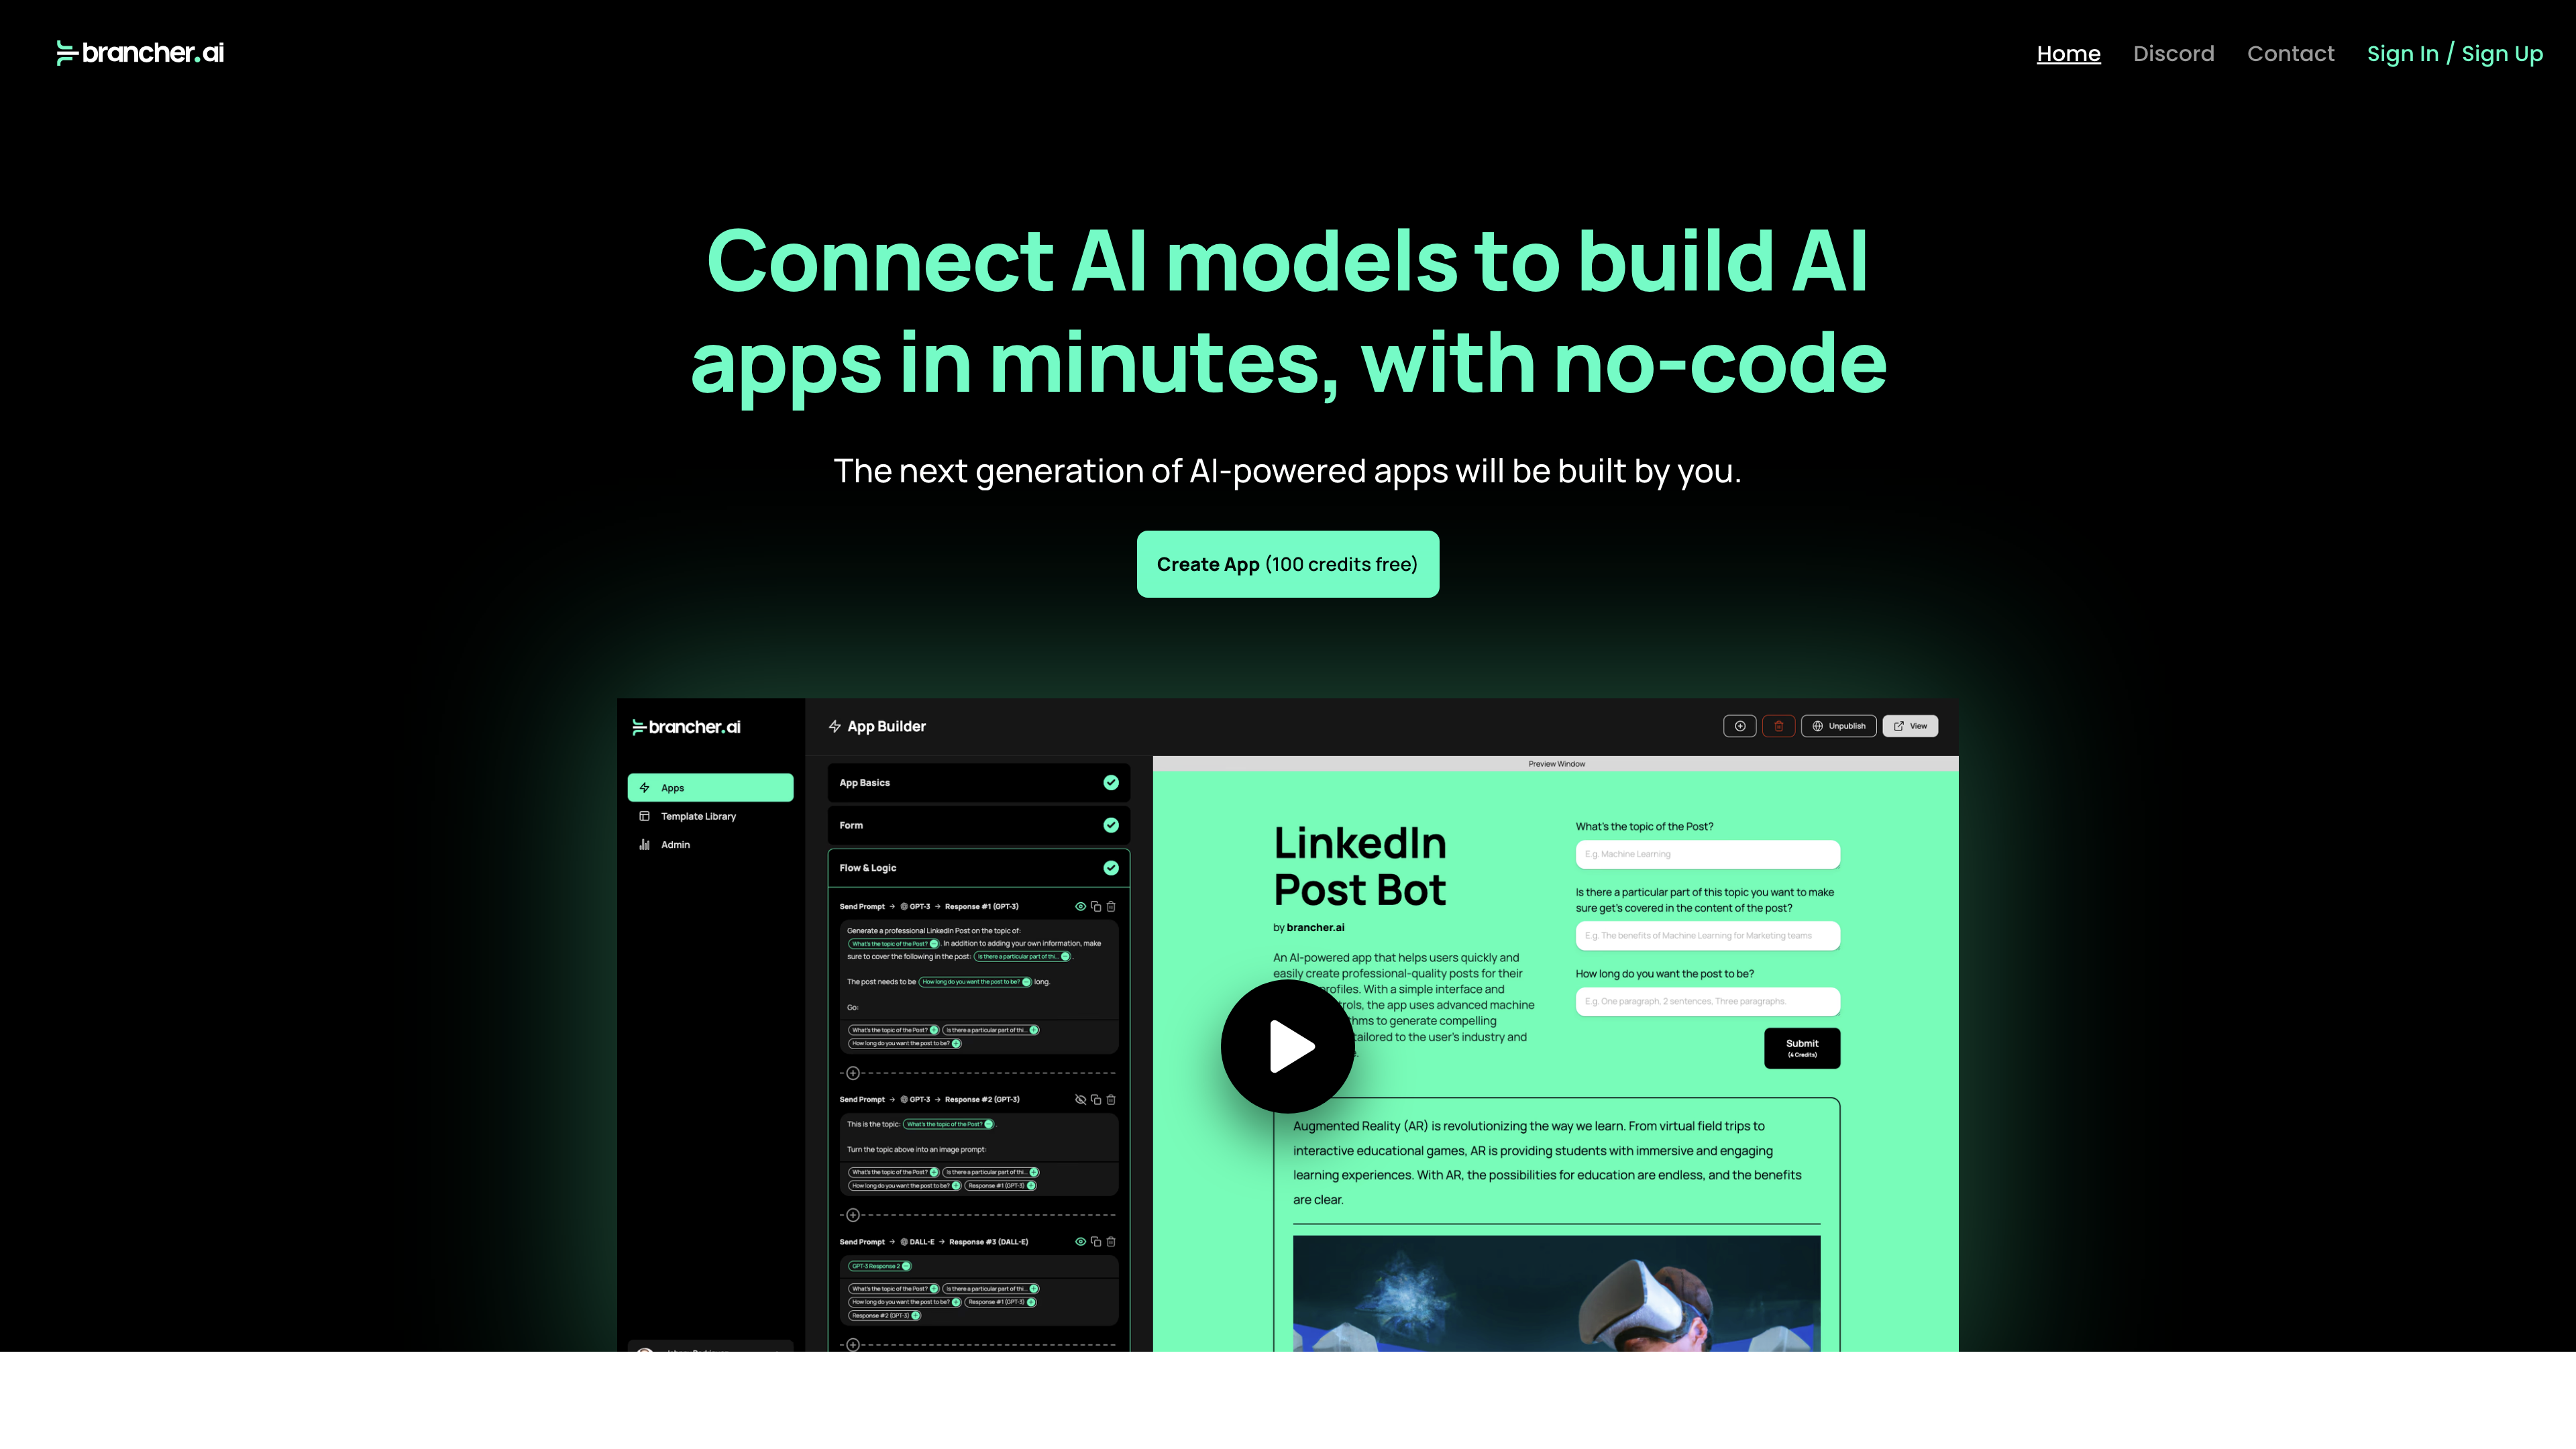 brancher.ai
Home
Discord
Contact
Sign In / Sign Up
Connect AI models to build AI
apps in minutes, with no-code
The next generation of AI-powered apps will be built by you.
Create App (100 credits free)
brancher.ai
Apps
Template Library
Admin
App Builder
Unpublish
View
App Basics
Form
Flow & Logic
Send Prompt → GPT-3 → Response #1 (GPT-3)
Generate a professional LinkedIn Post on the topic of:
What's the topic of the Post? . In addition to adding your own information, make
sure to cover the following in the post: Is there a particular part of thi... .
The post needs to be How long do you want the post to be? long.
Go:
What's the topic of the Post? Is there a particular part of thi...
How long do you want the post to be?
Send Prompt → GPT-3 → Response #2 (GPT-3)
This is the topic: What's the topic of the Post? .
Turn the topic above into an image prompt:
What's the topic of the Post? Is there a particular part of thi...
How long do you want the post to be? Response #1 (GPT-3)
Send Prompt → DALL-E → Response #3 (DALL-E)
GPT-3 Response 2
What's the topic of the Post? Is there a particular part of thi...
How long do you want the post to be? Response #1 (GPT-3)
Response #2 (GPT-3)
Preview Window
LinkedIn
Post Bot
by brancher.ai
An AI-powered app that helps users quickly and
easily create professional-quality posts for their
profiles. With a simple interface and
the app uses advanced machine
to generate compelling
tailored to the user's industry and
What's the topic of the Post?
E.g. Machine Learning
Is there a particular part of this topic you want to make
sure get's covered in the content of the post?
E.g. The benefits of Machine Learning for Marketing teams
How long do you want the post to be?
E.g. One paragraph, 2 sentences, Three paragraphs.
Submit
(4 Credits)
Augmented Reality (AR) is revolutionizing the way we learn. From virtual field trips to
interactive educational games, AR is providing students with immersive and engaging
learning experiences. With AR, the possibilities for education are endless, and the benefits
are clear.